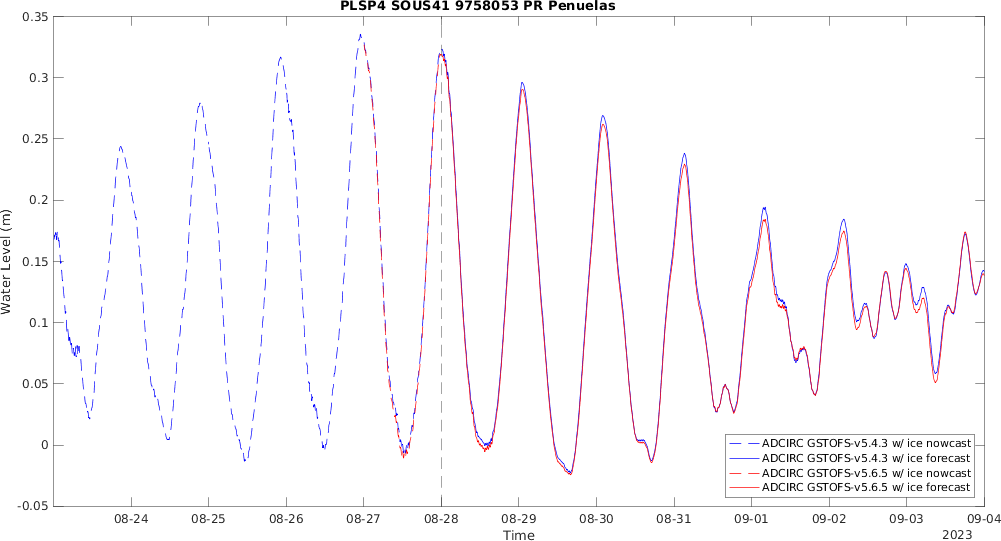 PLSP4 SOUS41 9758053 PR Penuelas
0.35
0.3
0.25
0.2
0.15
0.1
0.05
0
-0.05
Water Level (m)
08-24 08-25 08-26 08-27 08-28 08-29 08-30 08-31 09-01 09-02 09-03 09-04
Time
2023
ADCIRC GSTOFS-v5.4.3 w/ ice nowcast
ADCIRC GSTOFS-v5.4.3 w/ ice forecast
ADCIRC GSTOFS-v5.6.5 w/ ice nowcast
ADCIRC GSTOFS-v5.6.5 w/ ice forecast